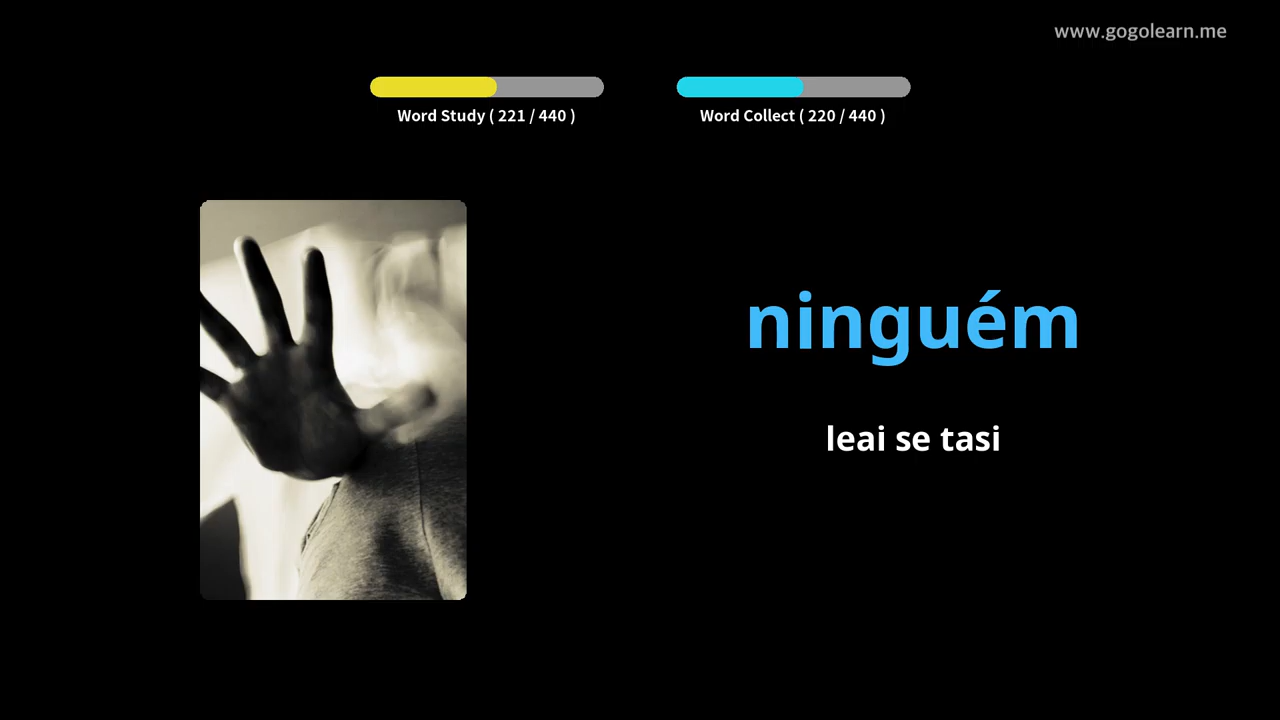 www.gogolearn.me
Word Study ( 221 / 440 )
Word Collect ( 220 / 440 )
ninguém
leai se tasi